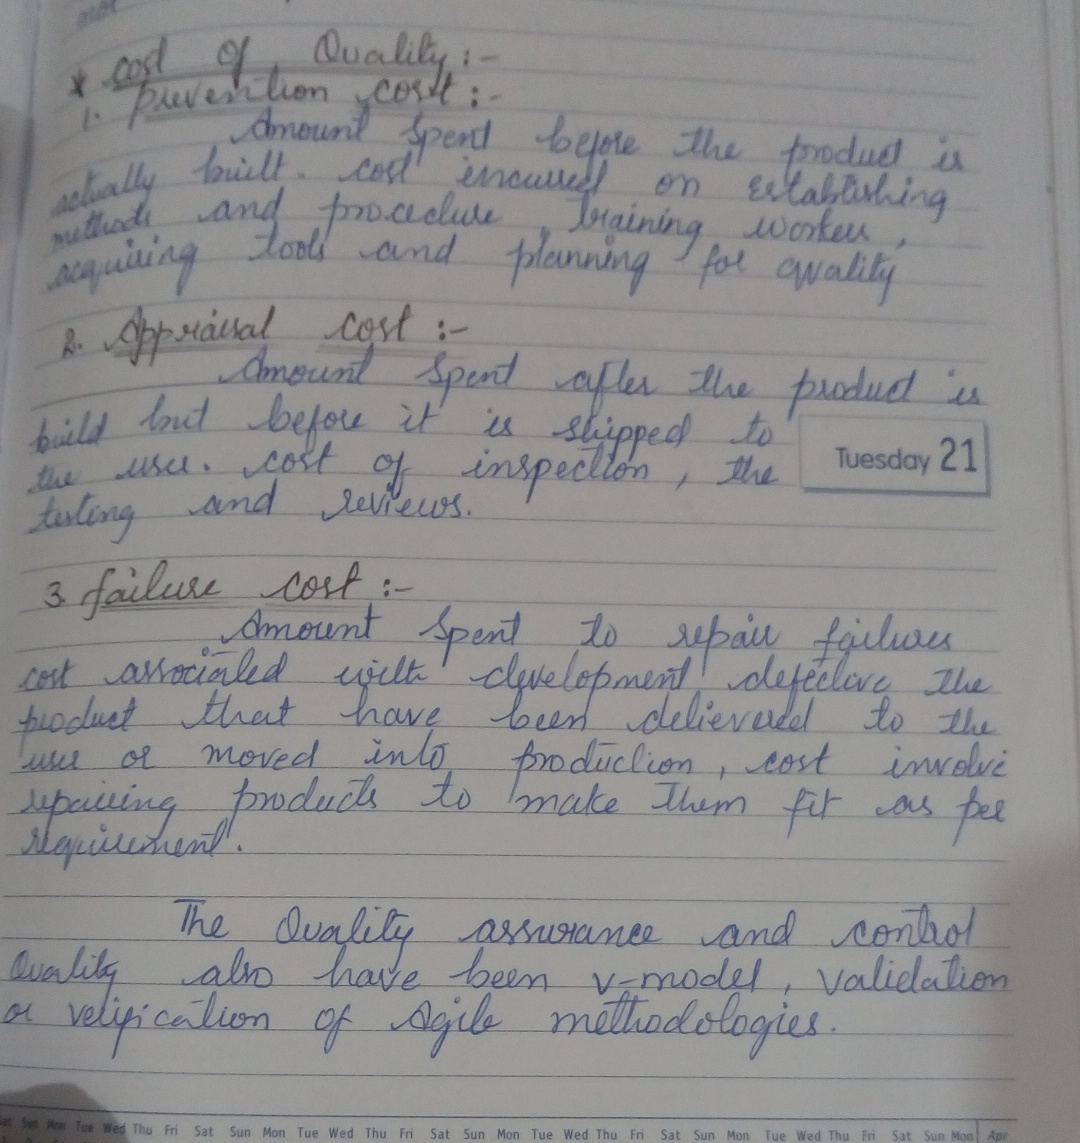 * Cost of Quality :-
1. Prevention cost :-
Amount spent before the product is
actually built. cost incurred on establishing
methods and procedure, training worker,
acquiring tools and planning for quality
2. Appraisal cost :-
Amount spent after the product is
build but before it is shipped to
the user. cost of inspection, the
testing and reviews.
Tuesday 21
3. failure cost :-
Amount spent to repair failures
cost associated with development defective the
product that have been delievered to the
user or moved into production, cost involve
repairing products to make them fit as per
requirement.
The Quality assurance and control
Quality also have been v-model, validation
or verification of Agile methodologies.
Sat Sun Mon Tue Wed Thu Fri Sat Sun Mon Tue Wed Thu Fri Sat Sun Mon Tue Wed Thu Fri Sat Sun Mon Tue Wed Thu Fri Sat Sun Mon Apr